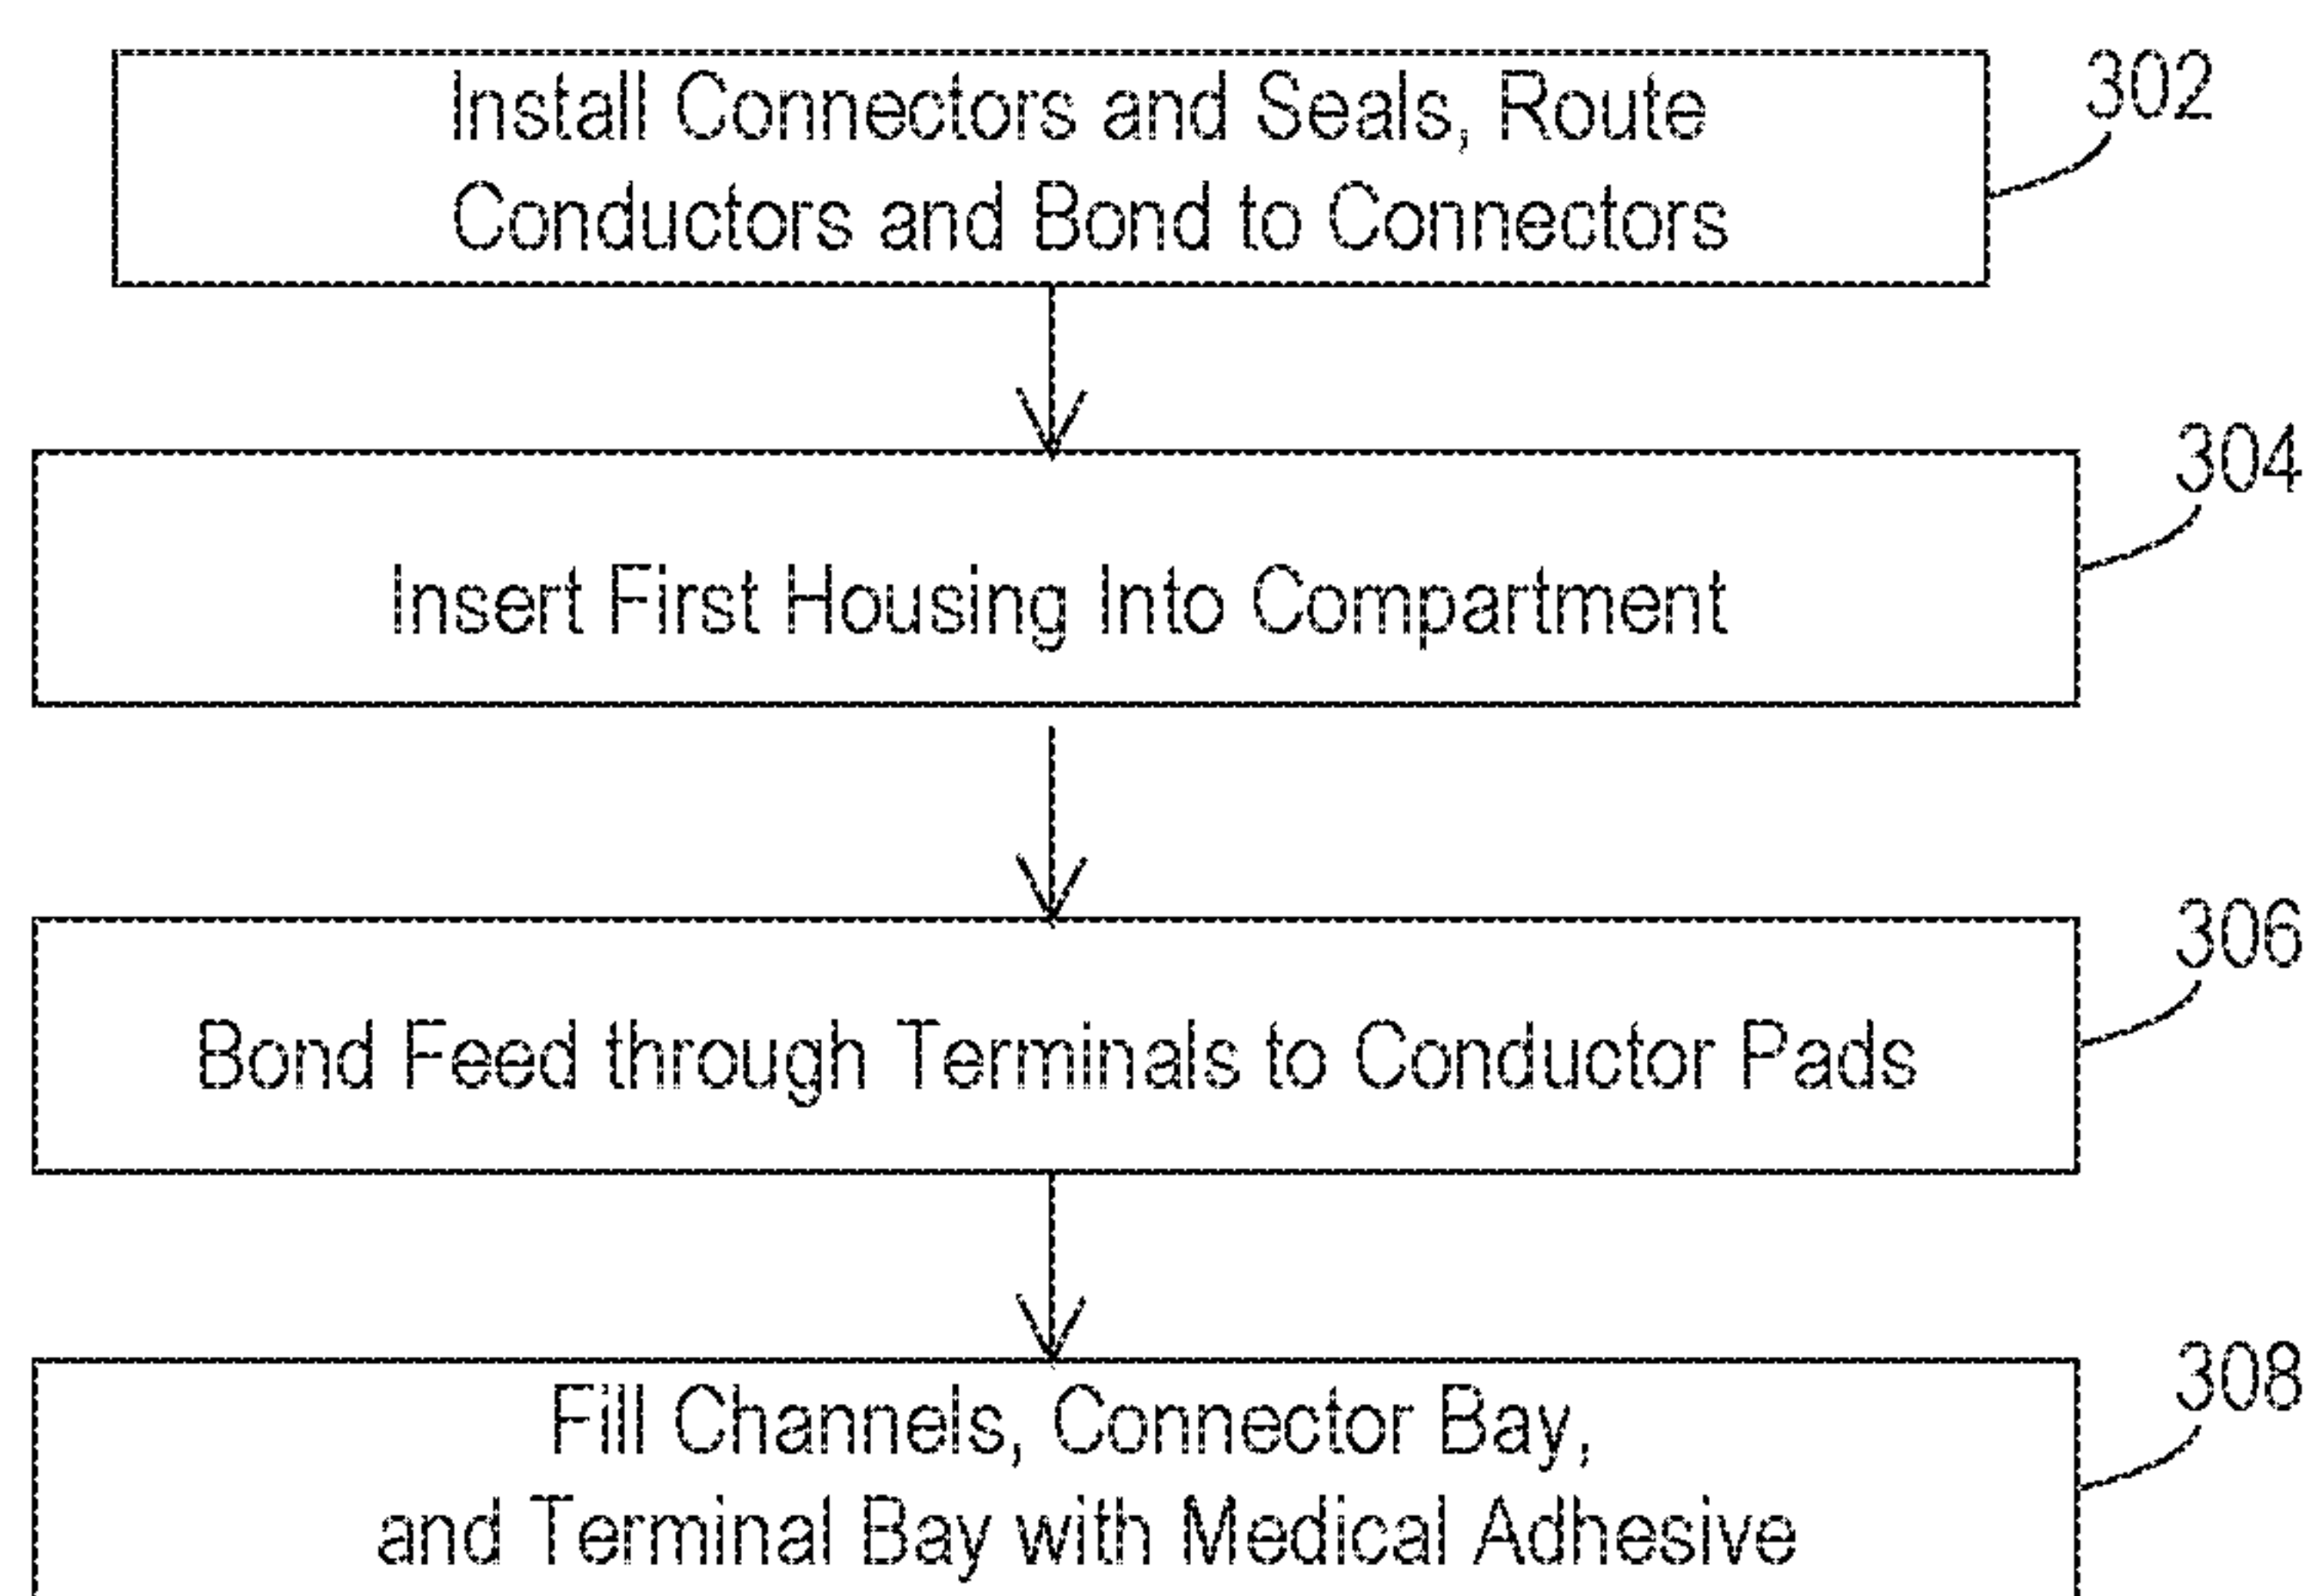 Install Connectors and Seals, Route
Conductors and Bond to Connectors
302
Insert First Housing Into Compartment
304
Bond Feed through Terminals to Conductor Pads
306
Fill Channels, Connector Bay,
and Terminal Bay with Medical Adhesive
308